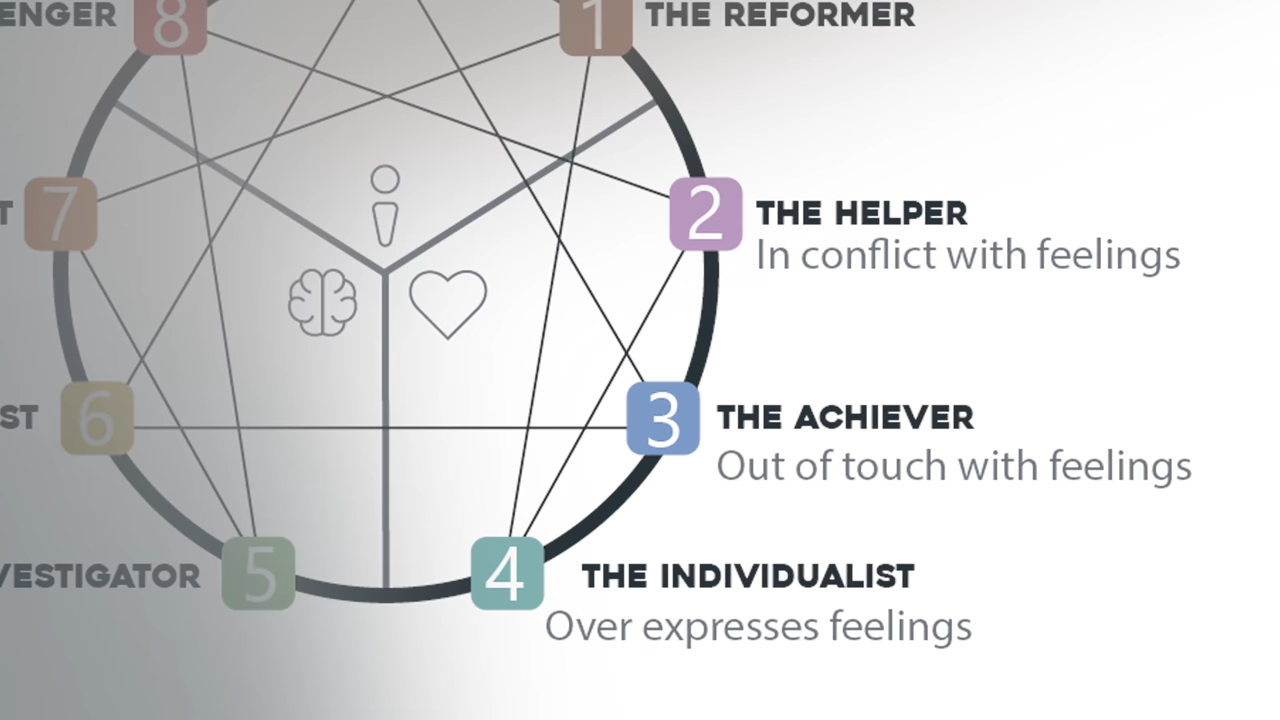 ENGER
8
1
THE REFORMER
T
7
2
THE HELPER
In conflict with feelings
ST
6
3
THE ACHIEVER
Out of touch with feelings
VESTIGATOR
5
4
THE INDIVIDUALIST
Over expresses feelings